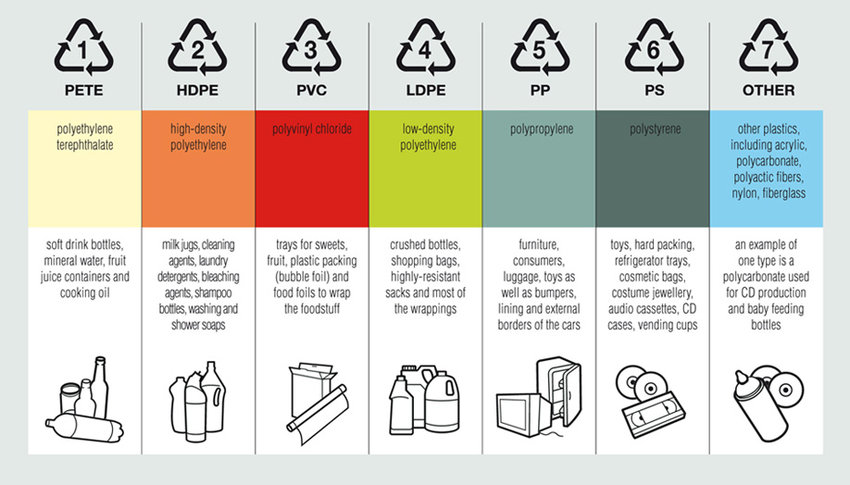 1
PETE
polyethylene
terephthalate
soft drink bottles,
mineral water, fruit
juice containers and
cooking oil
2
HDPE
high-density
polyethylene
milk jugs, cleaning
agents, laundry
detergents, bleaching
agents, shampoo
bottles, washing and
shower soaps
3
PVC
polyvinyl chloride
trays for sweets,
fruit, plastic packing
(bubble foil) and
food foils to wrap
the foodstuff
4
LDPE
low-density
polyethylene
crushed bottles,
shopping bags,
highly-resistant
sacks and most of
the wrappings
5
PP
polypropylene
furniture,
consumers,
luggage, toys as
well as bumpers,
lining and external
borders of the cars
6
PS
polystyrene
toys, hard packing,
refrigerator trays,
cosmetic bags,
costume jewellery,
audio cassettes, CD
cases, vending cups
7
OTHER
other plastics,
including acrylic,
polycarbonate,
polyactic fibers,
nylon, fiberglass
an example of
one type is a
polycarbonate used
for CD production
and baby feeding
bottles